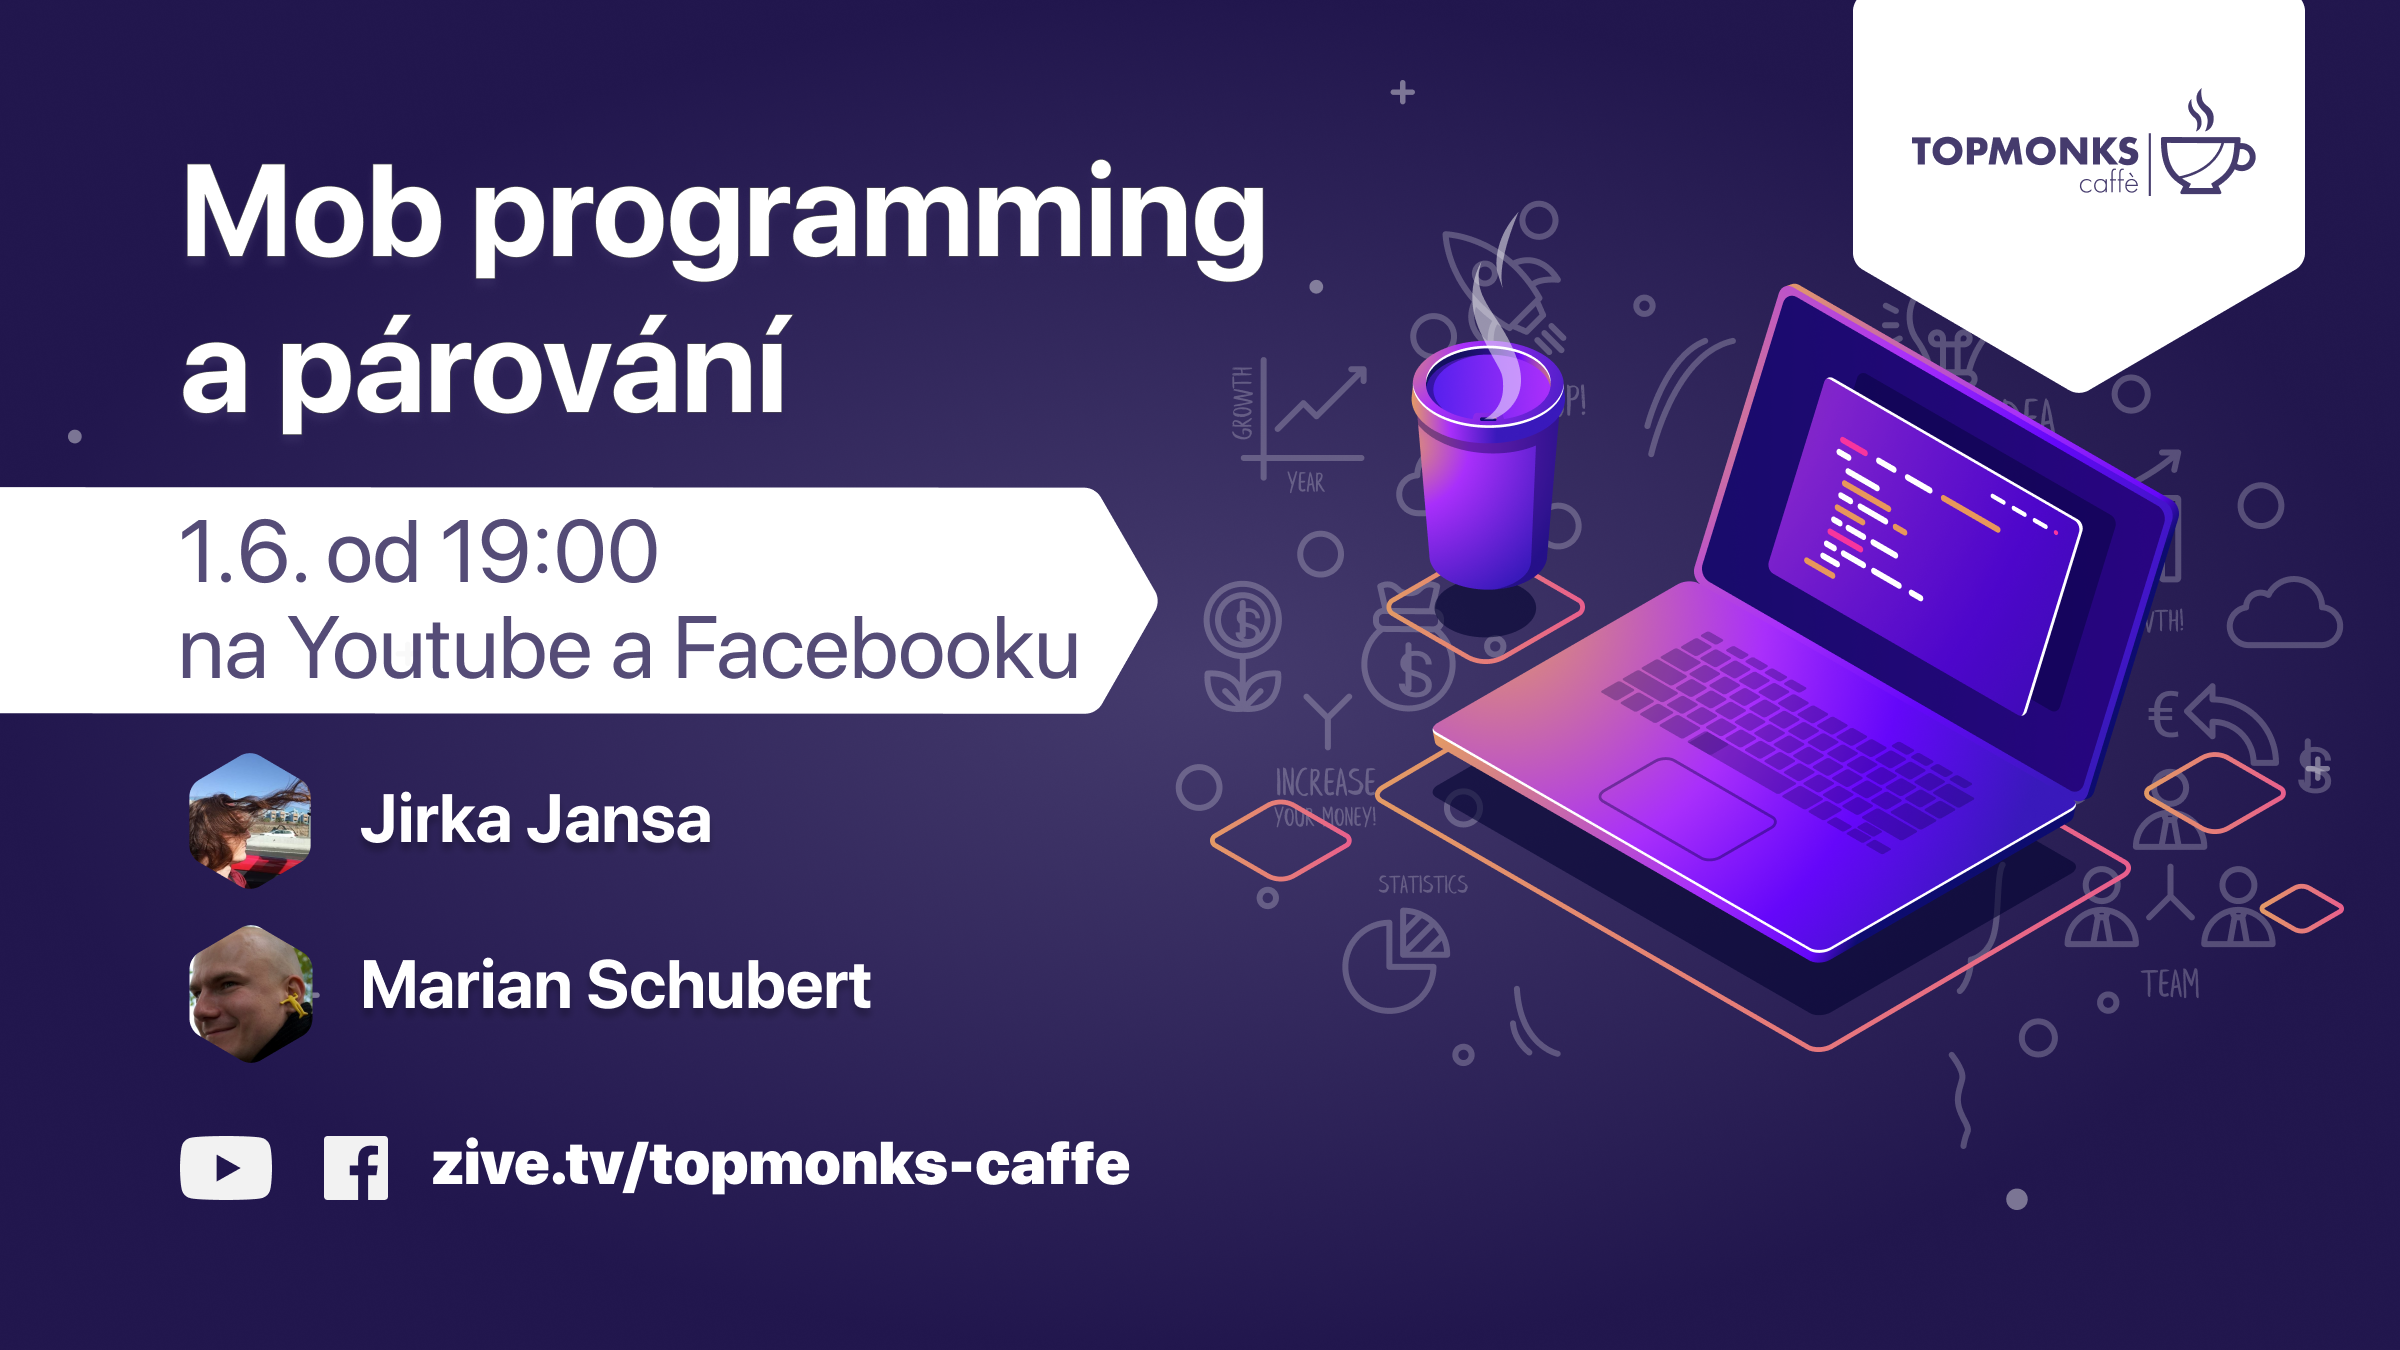 TOPMONKS
caffè
Mob programming
a párování
1.6. od 19:00
na Youtube a Facebooku
Jirka Jansa
Marian Schubert
zive.tv/topmonks-caffe
GROWTH
YEAR
INCREASE
YOUR MONEY!
STATISTICS
TEAM